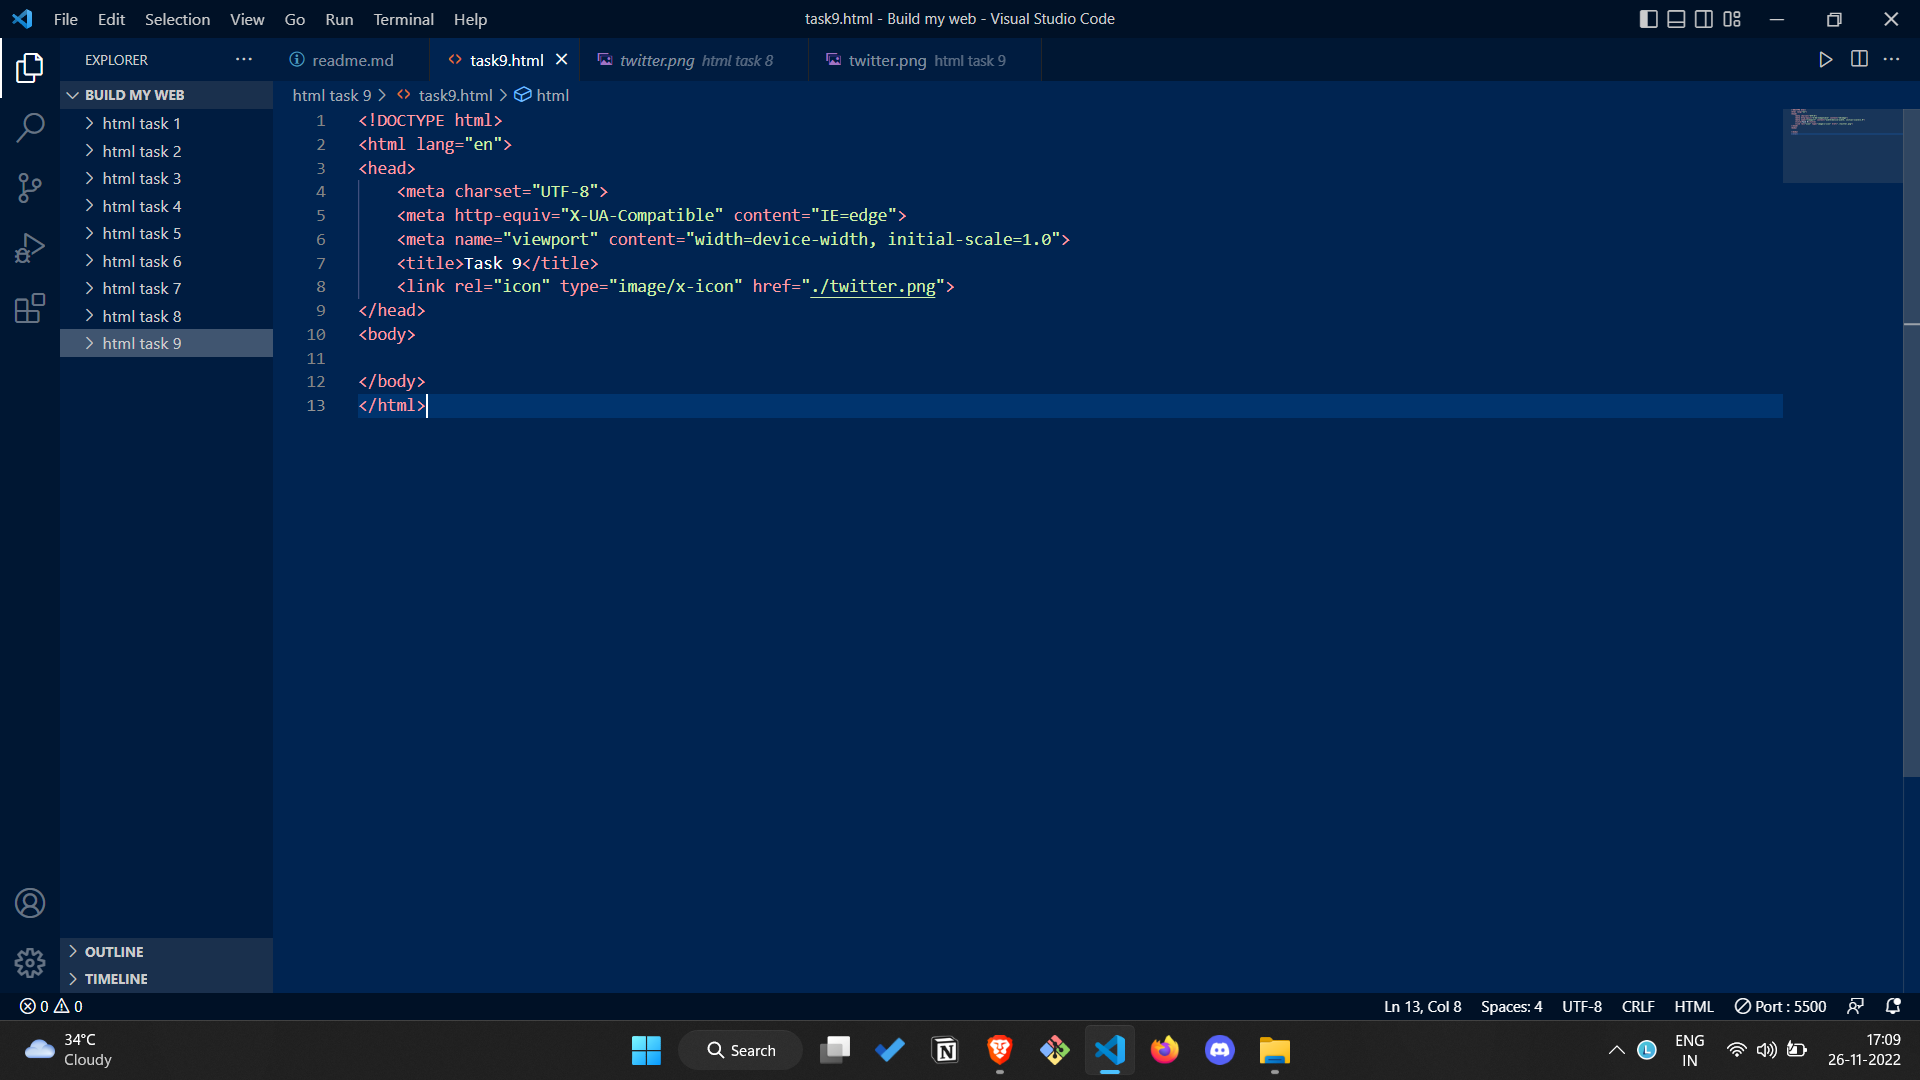 File Edit Selection View Go Run Terminal Help
task9.html - Build my web - Visual Studio Code
EXPLORER
readme.md
task9.html
twitter.png html task 8
twitter.png html task 9
BUILD MY WEB
html task 1
html task 2
html task 3
html task 4
html task 5
html task 6
html task 7
html task 8
html task 9
OUTLINE
TIMELINE
html task 9 > task9.html > html
1 <!DOCTYPE html>
2 <html lang="en">
3 <head>
4     <meta charset="UTF-8">
5     <meta http-equiv="X-UA-Compatible" content="IE=edge">
6     <meta name="viewport" content="width=device-width, initial-scale=1.0">
7     <title>Task 9</title>
8     <link rel="icon" type="image/x-icon" href="./twitter.png">
9 </head>
10 <body>
11
12 </body>
13 </html>
0 0
Ln 13, Col 8 Spaces: 4 UTF-8 CRLF HTML Port : 5500
34°C
Cloudy
Search
L
ENG
IN
17:09
26-11-2022